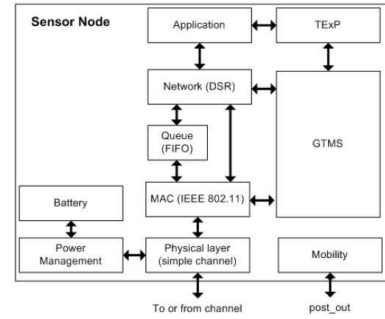 Sensor Node
Application
TExP
Network (DSR)
Queue
(FIFO)
GTMS
MAC (IEEE 802.11)
Battery
Power
Management
Physical layer
(simple channel)
Mobility
To or from channel
post_out